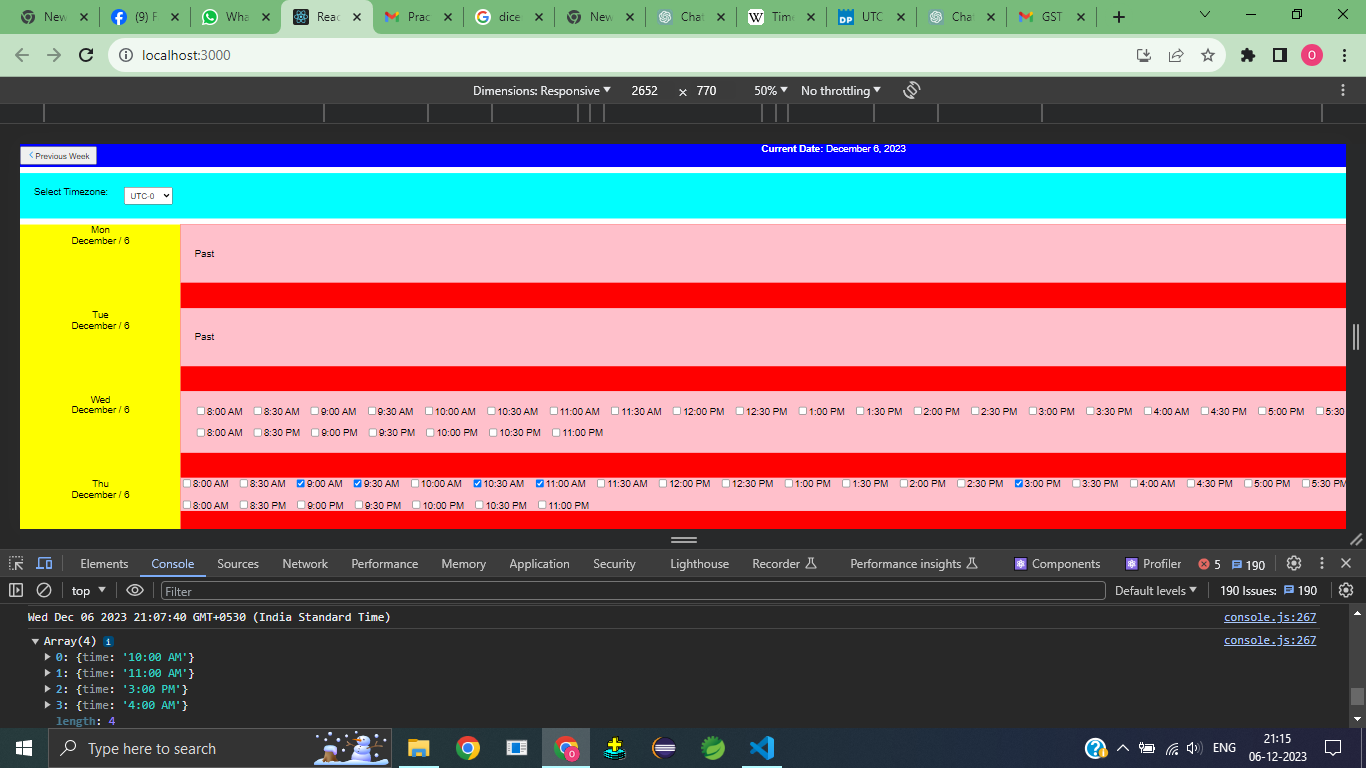 New
(9) F
Wha
Reac
Prac
dice
New
Chat
Time
UTC
Chat
GST
localhost:3000
O
Dimensions: Responsive 2652 × 770 50% No throttling
Previous Week
Current Date: December 6, 2023
Select Timezone: UTC-0
Mon
December / 6
Past
Tue
December / 6
Past
Wed
December / 6
8:00 AM 8:30 AM 9:00 AM 9:30 AM 10:00 AM 10:30 AM 11:00 AM 11:30 AM 12:00 PM 12:30 PM 1:00 PM 1:30 PM 2:00 PM 2:30 PM 3:00 PM 3:30 PM 4:00 AM 4:30 PM 5:00 PM 5:30
8:00 AM 8:30 PM 9:00 PM 9:30 PM 10:00 PM 10:30 PM 11:00 PM
Thu
December / 6
8:00 AM 8:30 AM 9:00 AM 9:30 AM 10:00 AM 10:30 AM 11:00 AM 11:30 AM 12:00 PM 12:30 PM 1:00 PM 1:30 PM 2:00 PM 2:30 PM 3:00 PM 3:30 PM 4:00 AM 4:30 PM 5:00 PM 5:30 PM
8:00 AM 8:30 PM 9:00 PM 9:30 PM 10:00 PM 10:30 PM 11:00 PM
Elements Console Sources Network Performance Memory Application Security Lighthouse Recorder Performance insights Components Profiler 5 190
top Filter Default levels 190 Issues: 190
Wed Dec 06 2023 21:07:40 GMT+0530 (India Standard Time) console.js:267
Array(4) i console.js:267
0: {time: '10:00 AM'}
1: {time: '11:00 AM'}
2: {time: '3:00 PM'}
3: {time: '4:00 AM'}
length: 4
Type here to search
ENG
21:15
06-12-2023